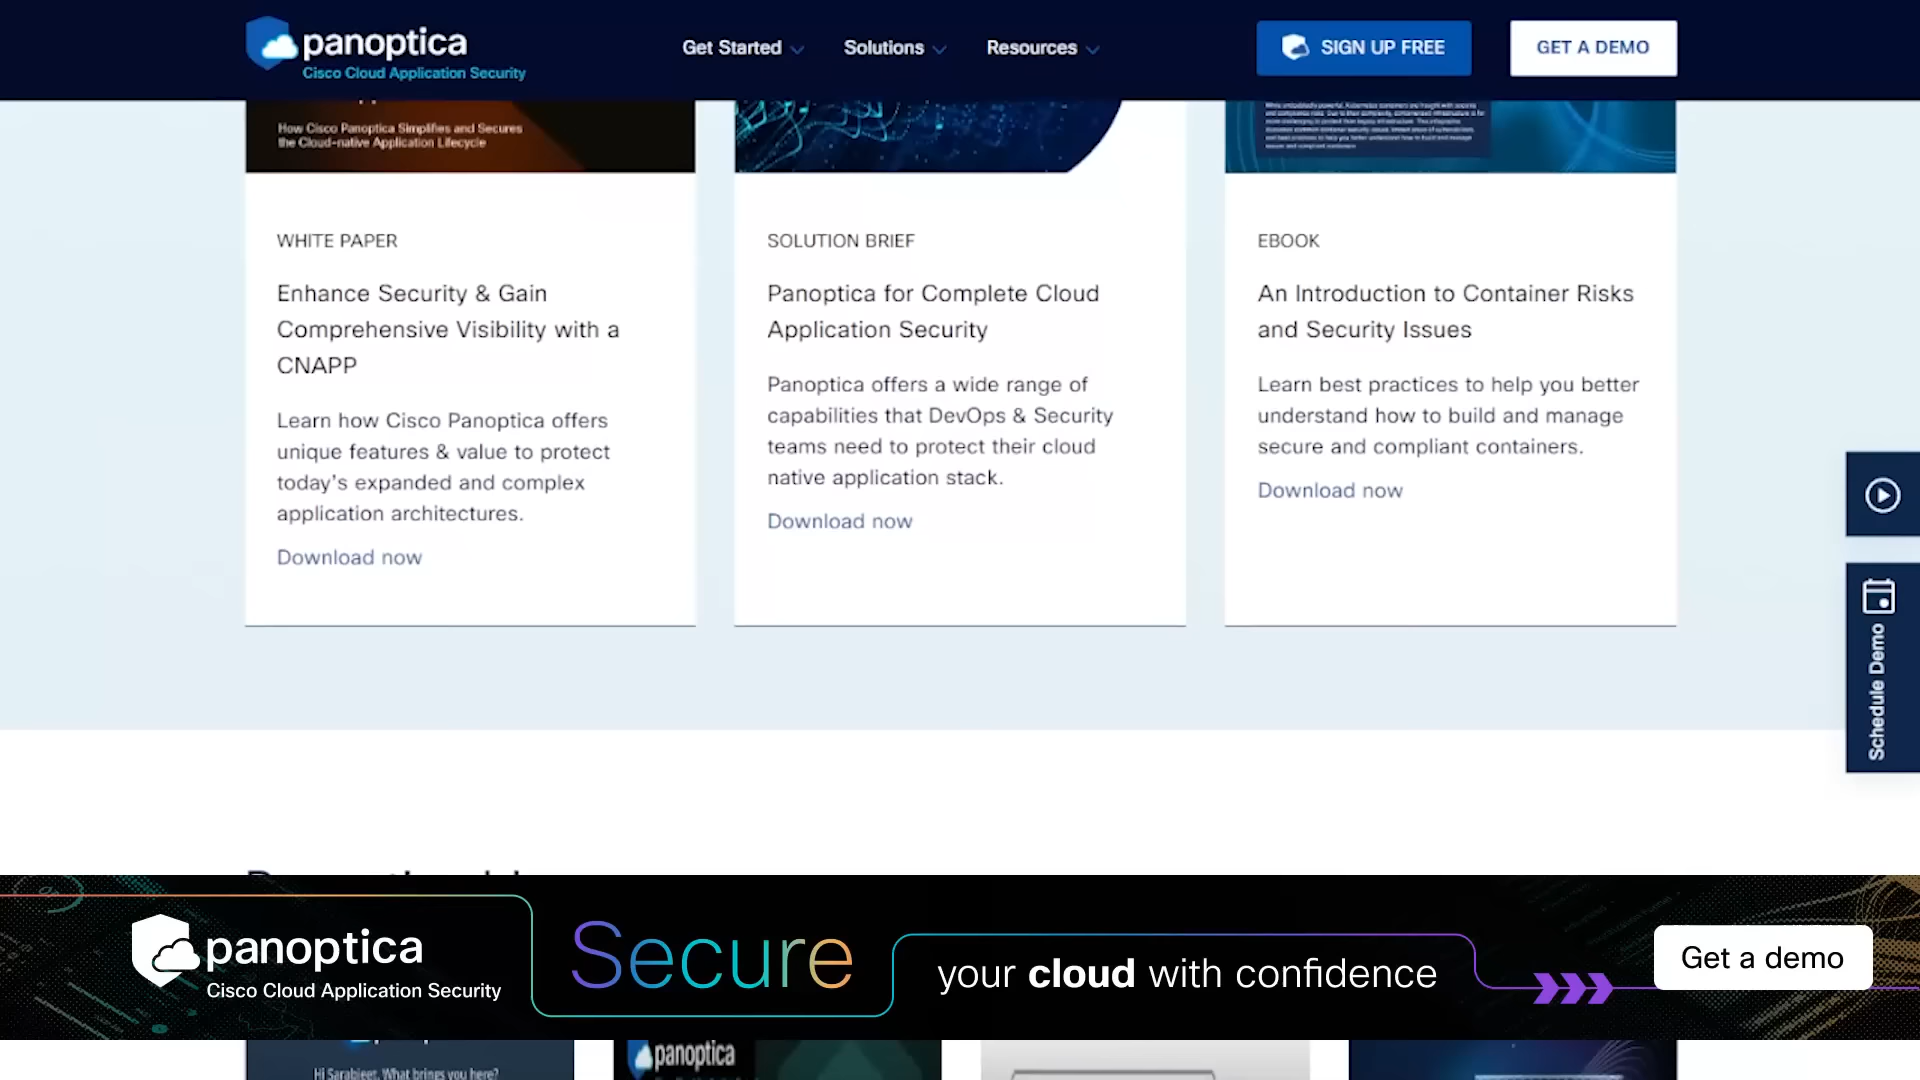 panoptica
Cisco Cloud Application Security
Get Started
Solutions
Resources
SIGN UP FREE
GET A DEMO
How Cisco Panoptica Simplifies and Secures
the Cloud-native Application Lifecycle
WHITE PAPER
Enhance Security & Gain
Comprehensive Visibility with a
CNAPP
Learn how Cisco Panoptica offers
unique features & value to protect
today's expanded and complex
application architectures.
Download now
SOLUTION BRIEF
Panoptica for Complete Cloud
Application Security
Panoptica offers a wide range of
capabilities that DevOps & Security
teams need to protect their cloud
native application stack.
Download now
EBOOK
An Introduction to Container Risks
and Security Issues
Learn best practices to help you better
understand how to build and manage
secure and compliant containers.
Download now
Schedule Demo
panoptica
Cisco Cloud Application Security
Secure
your cloud with confidence
Get a demo
Hi Sarabjeet. What brings you here?
panoptica